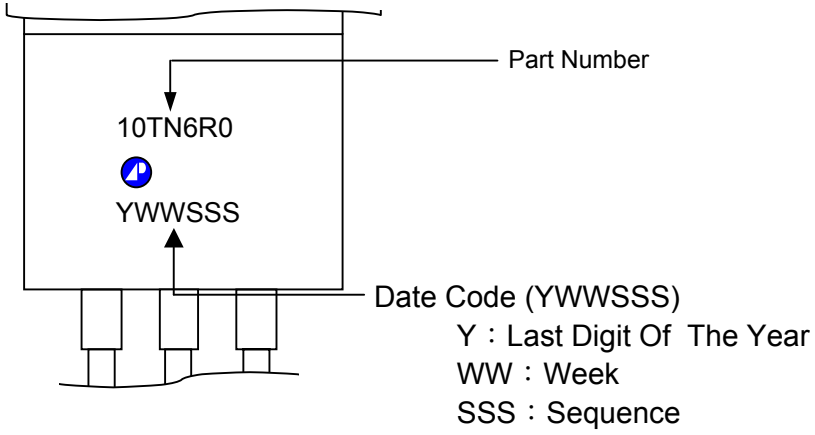 Part Number
10TN6R0
YWWSSS
Date Code (YWWSSS)
Y：Last Digit Of The Year
WW：Week
SSS：Sequence